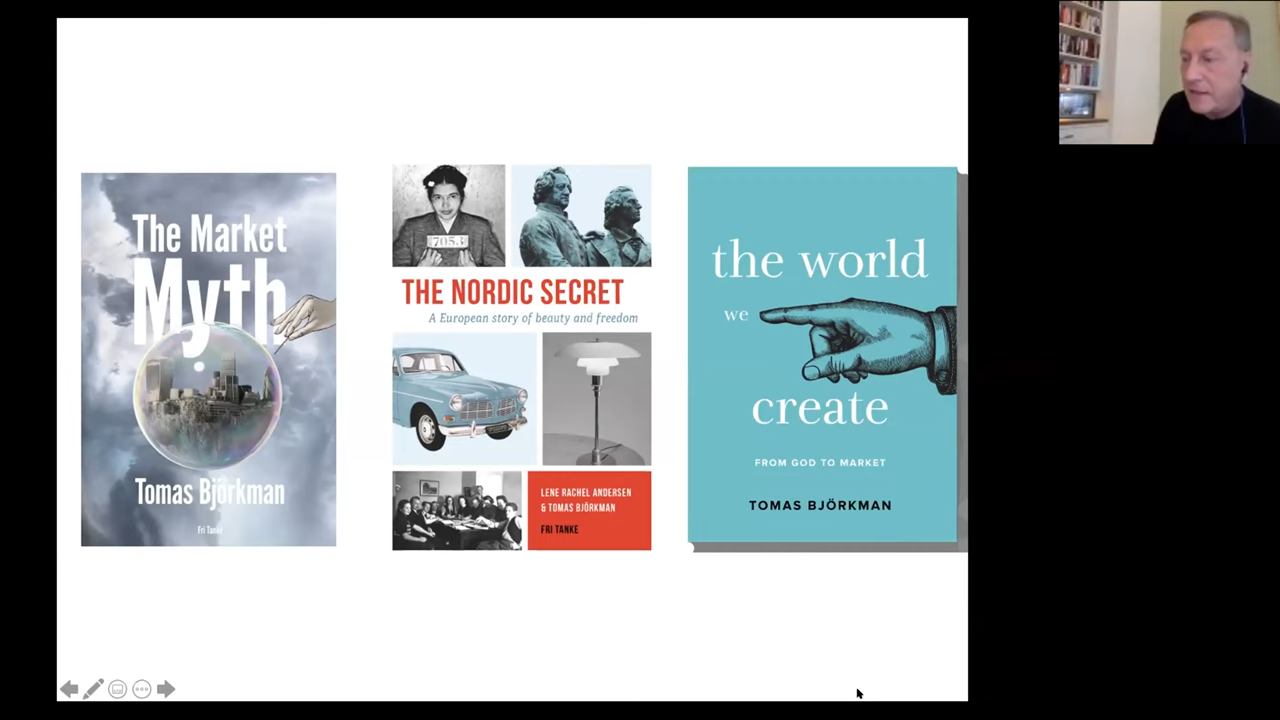 The Market
Myth
Tomas Björkman
Fri Tanke
7053
THE NORDIC SECRET
A European story of beauty and freedom
LENE RACHEL ANDERSEN
& TOMAS BJÖRKMAN
FRI TANKE
the world
we
create
FROM GOD TO MARKET
TOMAS BJÖRKMAN